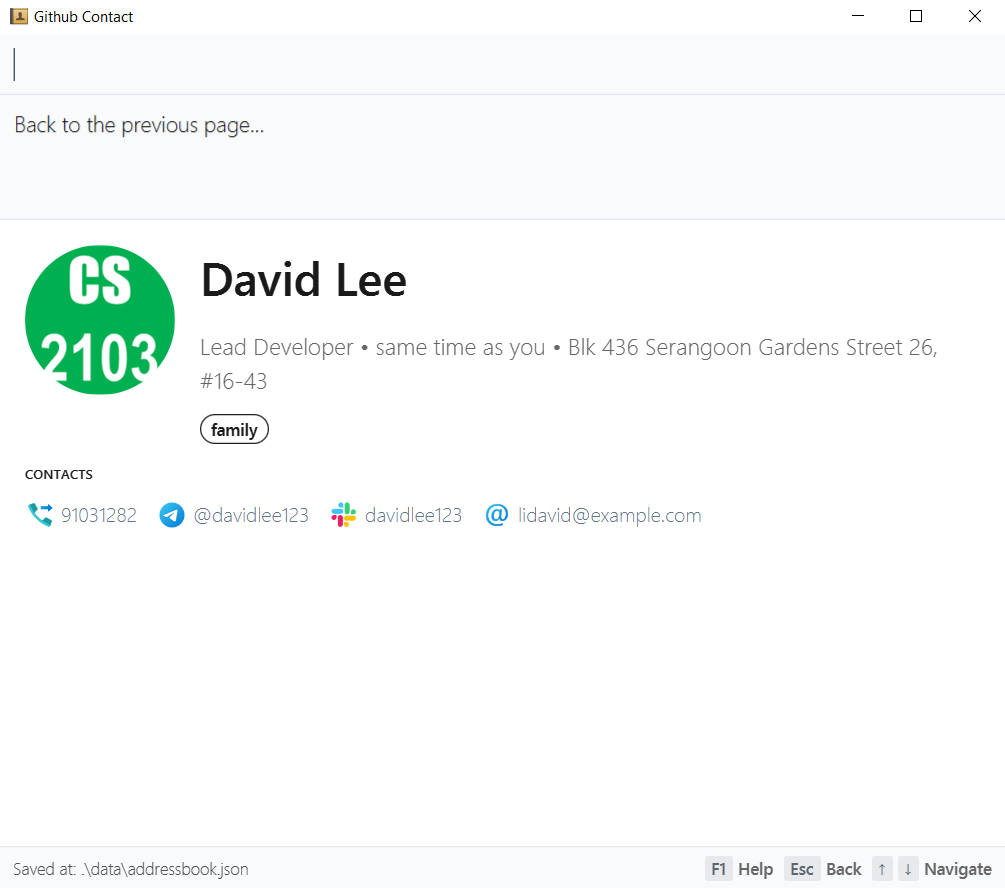 Github Contact
Back to the previous page...
CS
2103
David Lee
Lead Developer • same time as you • Blk 436 Serangoon Gardens Street 26,
#16-43
family
CONTACTS
91031282 @davidlee123 davidlee123 lidavid@example.com
Saved at: .\data\addressbook.json F1 Help Esc Back ↑ ↓ Navigate